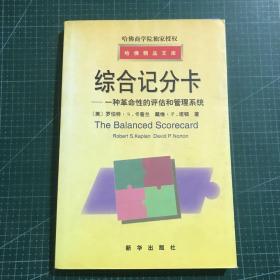 哈佛商学院独家授权
哈佛精品文库
综合记分卡
——一种革命性的评估和管理系统
（美）罗伯特·S·卡普兰 戴维·P·诺顿 著
The Balanced Scorecard
Robert S.Kaplan David P.Norton
新华出版社